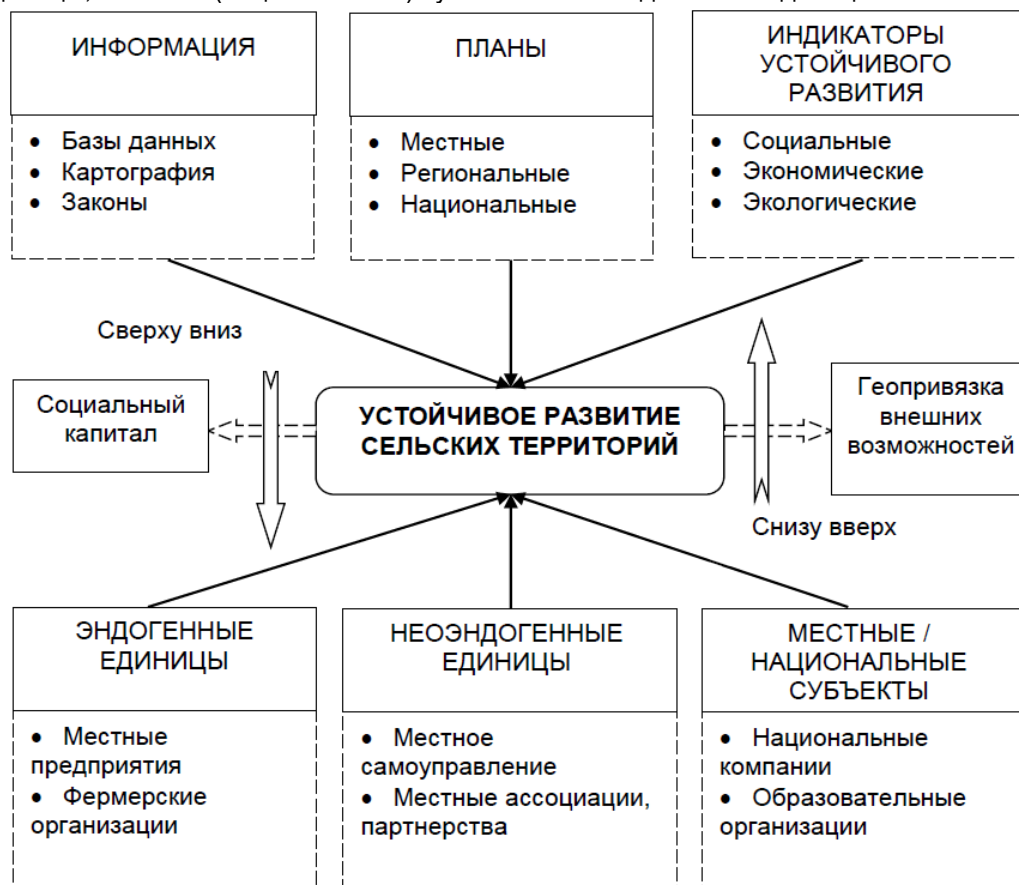 ИНФОРМАЦИЯ
ПЛАНЫ
ИНДИКАТОРЫ
УСТОЙЧИВОГО
РАЗВИТИЯ
• Базы данных
• Картография
• Законы
• Местные
• Региональные
• Национальные
• Социальные
• Экономические
• Экологические
Сверху вниз
Социальный
капитал
УСТОЙЧИВОЕ РАЗВИТИЕ
СЕЛЬСКИХ ТЕРРИТОРИЙ
Геопривязка
внешних
возможностей
Снизу вверх
ЭНДОГЕННЫЕ
ЕДИНИЦЫ
НЕОЭНДОГЕННЫЕ
ЕДИНИЦЫ
МЕСТНЫЕ /
НАЦИОНАЛЬНЫЕ
СУБЪЕКТЫ
• Местные
предприятия
• Фермерские
организации
• Местное
самоуправление
• Местные ассоциации,
партнерства
• Национальные
компании
• Образовательные
организации